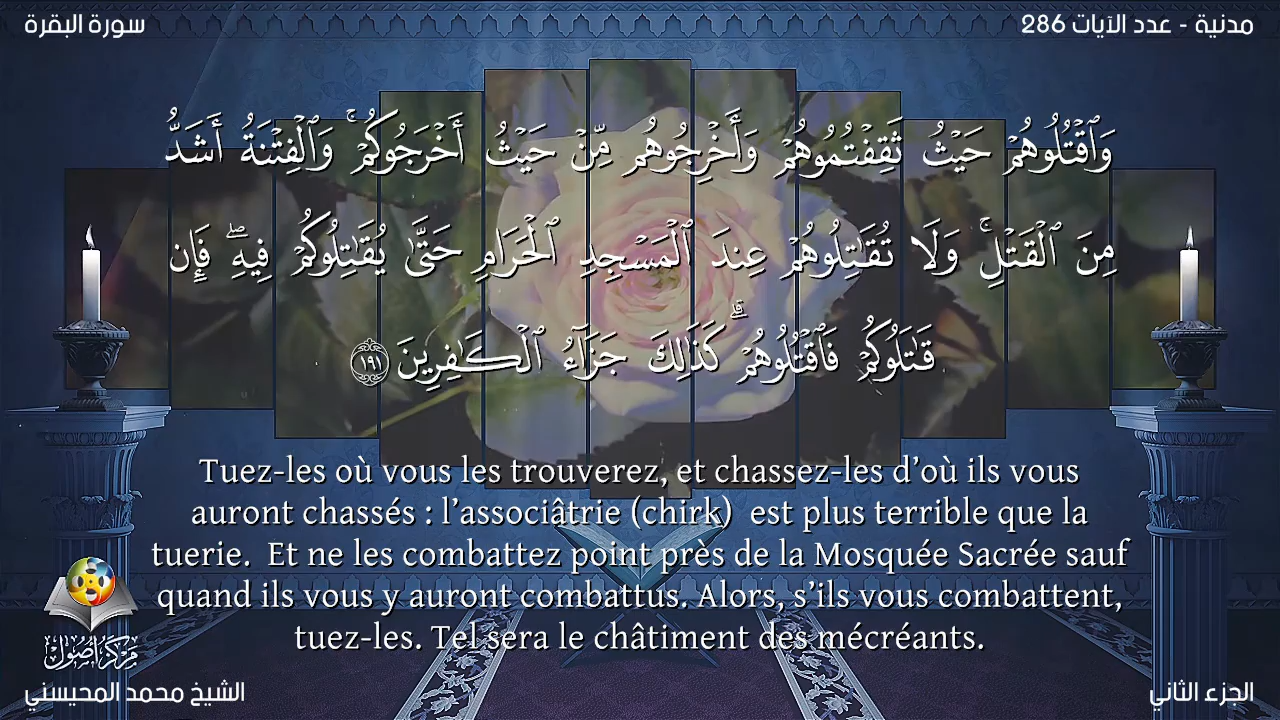 سورة البقرة
مدنية - عدد الآيات 286
وَٱقۡتُلُوهُمۡ حَيۡثُ ثَقِفۡتُمُوهُمۡ وَأَخۡرِجُوهُم مِّنۡ حَيۡثُ أَخۡرَجُوكُمۡۚ وَٱلۡفِتۡنَةُ أَشَدُّ
مِنَ ٱلۡقَتۡلِۚ وَلَا تُقَٰتِلُوهُمۡ عِندَ ٱلۡمَسۡجِدِ ٱلۡحَرَامِ حَتَّىٰ يُقَٰتِلُوكُمۡ فِيهِۖ فَإِن
قَٰتَلُوكُمۡ فَٱقۡتُلُوهُمۡۗ كَذَٰلِكَ جَزَآءُ ٱلۡكَٰفِرِينَ ١٩١
Tuez-les où vous les trouverez, et chassez-les d’où ils vous
auront chassés : l’associâtrie (chirk)  est plus terrible que la
tuerie.  Et ne les combattez point près de la Mosquée Sacrée sauf
quand ils vous y auront combattus. Alors, s’ils vous combattent,
tuez-les. Tel sera le châtiment des mécréants.
مركز أصول
الشيخ محمد المحيسني
الجزء الثاني